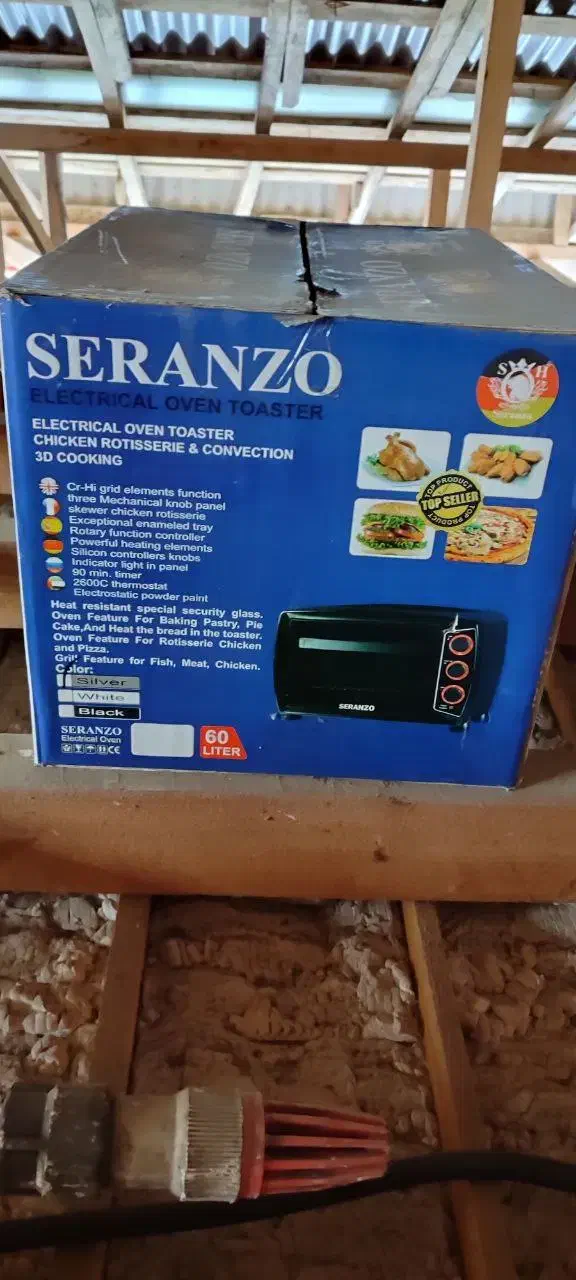 SERANZO
ELECTRICAL OVEN TOASTER
ELECTRICAL OVEN TOASTER
CHICKEN ROTISSERIE & CONVECTION
3D COOKING
Cr-Hi grid elements function
three Mechanical knob panel
skewer chicken rotisserie
Exceptional enameled tray
Rotary function controller
Powerful heating elements
Silicon controllers knobs
Indicator light in panel
90 min. timer
2600C thermostat
Electrostatic powder paint
Heat resistant special security glass.
Oven Feature For Baking Pastry, Pie
Cake,And Heat the bread in the toaster.
Oven Feature For Rotisserie Chicken
and Pizza.
Grill Feature for Fish, Meat, Chicken.
Color:
Silver
White
Black
SERANZO
Electrical Oven
CE
60
LITER
S H
Seranzo
TOP PRODUCT
TOP SELLER
TOP PRODUCT
SERANZO